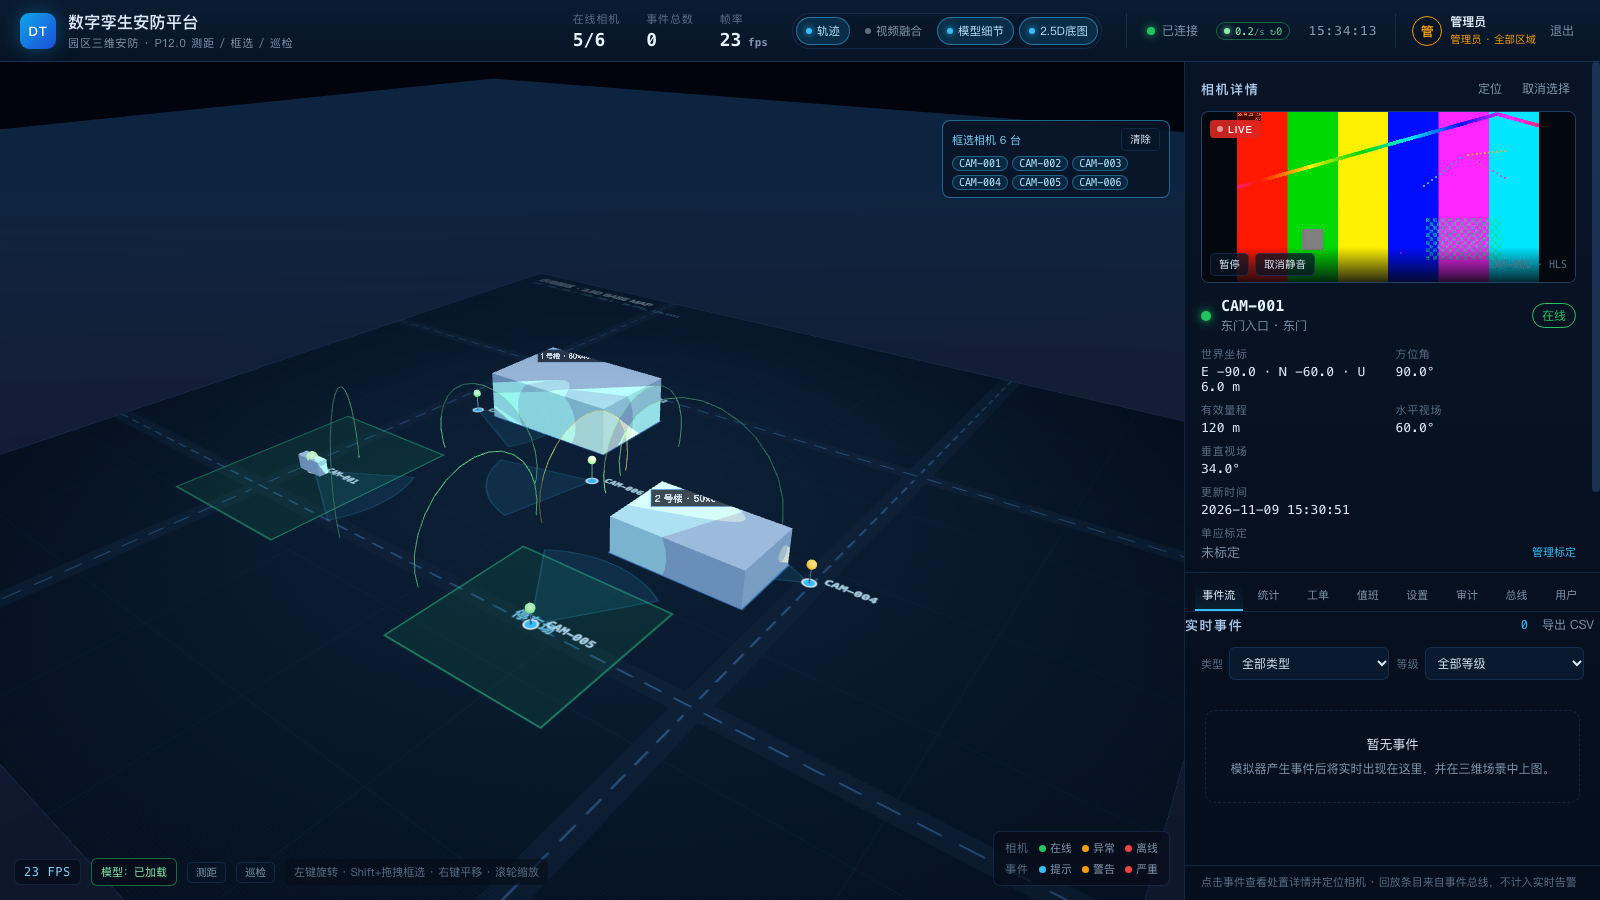 DT
数字孪生安防平台
园区三维安防 · P12.0 测距 / 框选 / 巡检
在线相机
5/6
事件总数
0
帧率
23 fps
轨迹
视频融合
模型细节
2.5D底图
已连接
0.2/s ↻0
15:34:13
管
管理员
管理员 · 全部区域
退出
框选相机 6 台
清除
CAM-001 CAM-002 CAM-003
CAM-004 CAM-005 CAM-006
1号楼
CAM-001
2 号楼 · 50x
CAM-004
CAM-005
23 FPS
模型: 已加载
测距
巡检
左键旋转 · Shift+拖拽框选 · 右键平移 · 滚轮缩放
相机 在线 异常 离线
事件 提示 警告 严重
相机详情
定位
取消选择
LIVE
暂停
取消静音
HLS
CAM-001
东门入口 · 东门
在线
世界坐标
E -90.0 · N -60.0 · U 6.0 m
方位角
90.0°
有效量程
120 m
水平视场
60.0°
垂直视场
34.0°
更新时间
2026-11-09 15:30:51
单应标定
未标定
管理标定
事件流 统计 工单 值班 设置 审计 总线 用户
实时事件
0
导出 CSV
类型 全部类型
等级 全部等级
暂无事件
模拟器产生事件后将实时出现在这里，并在三维场景中上图。
点击事件查看处置详情并定位相机 · 回放条目来自事件总线，不计入实时告警